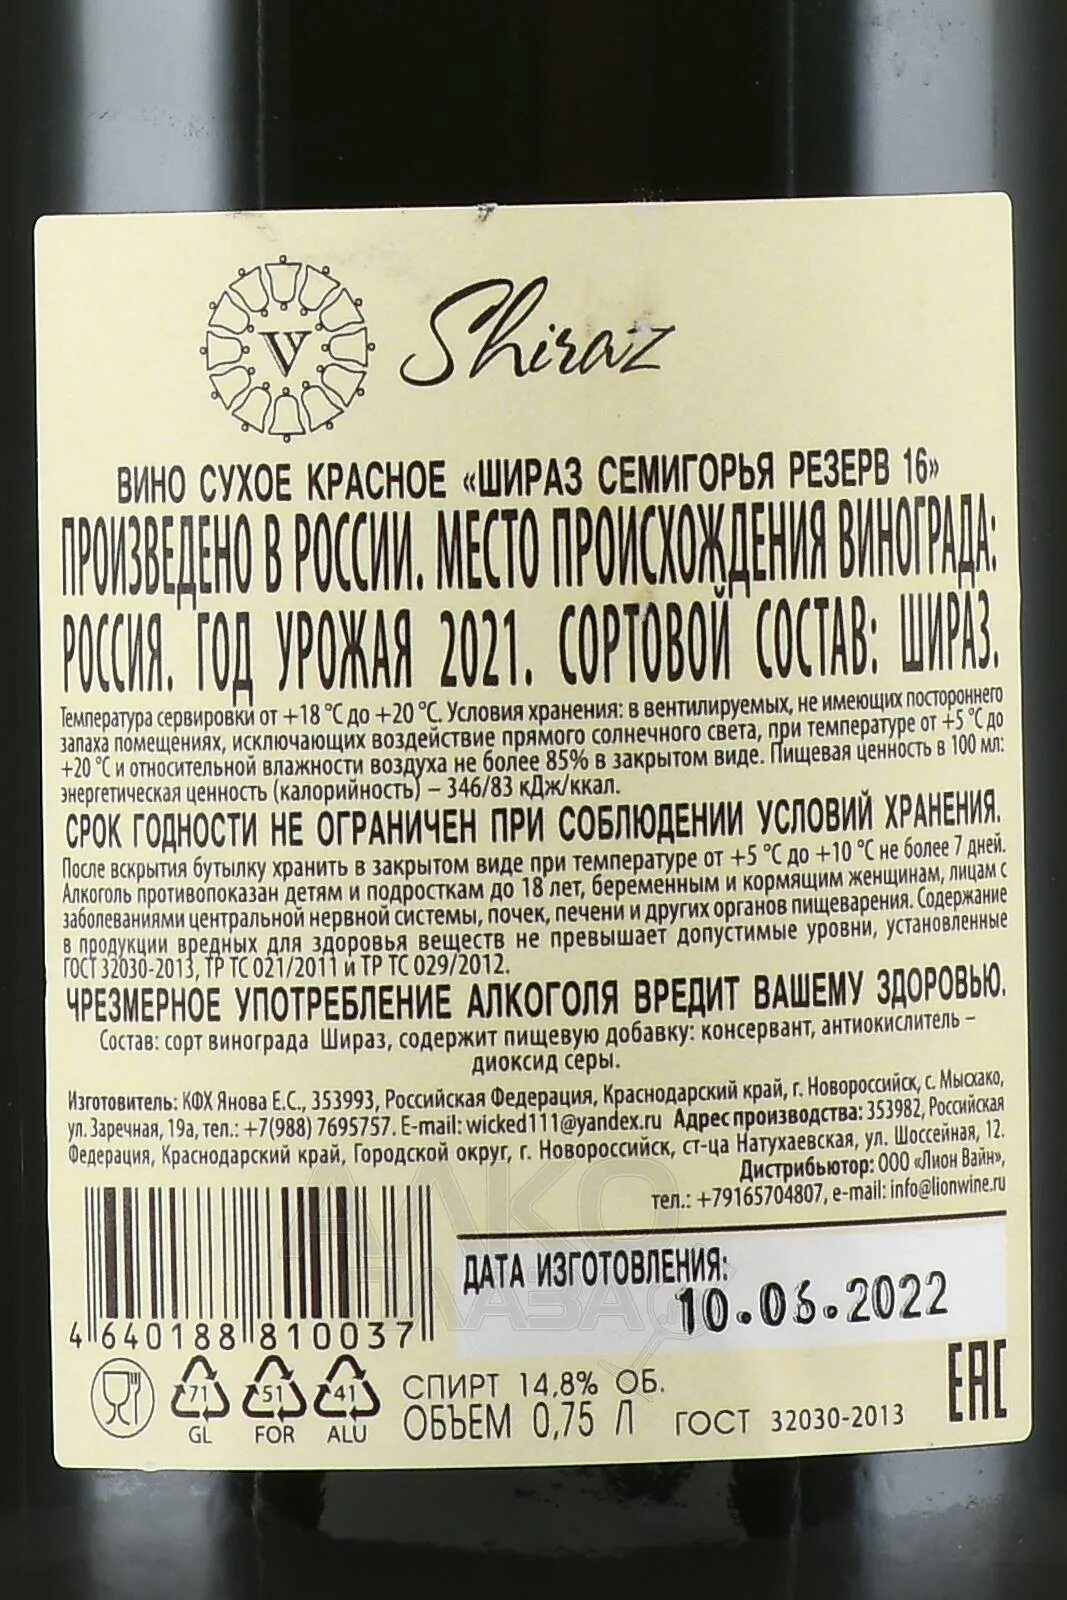 V
Shiraz
ВИНО СУХОЕ КРАСНОЕ «ШИРАЗ СЕМИГОРЬЯ РЕЗЕРВ 16»
ПРОИЗВЕДЕНО В РОССИИ. МЕСТО ПРОИСХОЖДЕНИЯ ВИНОГРАДА:
РОССИЯ. ГОД УРОЖАЯ 2021. СОРТОВОЙ СОСТАВ: ШИРАЗ.
Температура сервировки от +18 °С до +20 °С. Условия хранения: в вентилируемых, не имеющих постороннего
запаха помещениях, исключающих воздействие прямого солнечного света, при температуре от +5 °С до
+20 °С и относительной влажности воздуха не более 85% в закрытом виде. Пищевая ценность в 100 мл:
энергетическая ценность (калорийность) – 346/83 кДж/ккал.
СРОК ГОДНОСТИ НЕ ОГРАНИЧЕН ПРИ СОБЛЮДЕНИИ УСЛОВИЙ ХРАНЕНИЯ.
После вскрытия бутылку хранить в закрытом виде при температуре от +5 °С до +10 °С не более 7 дней.
Алкоголь противопоказан детям и подросткам до 18 лет, беременным и кормящим женщинам, лицам с
заболеваниями центральной нервной системы, почек, печени и других органов пищеварения. Содержание
в продукции вредных для здоровья веществ не превышает допустимые уровни, установленные
ГОСТ 32030-2013, ТР ТС 021/2011 и ТР ТС 029/2012.
ЧРЕЗМЕРНОЕ УПОТРЕБЛЕНИЕ АЛКОГОЛЯ ВРЕДИТ ВАШЕМУ ЗДОРОВЬЮ.
Состав: сорт винограда Шираз, содержит пищевую добавку: консервант, антиокислитель –
диоксид серы.
Изготовитель: КФХ Янова Е.С., 353993, Российская Федерация, Краснодарский край, г. Новороссийск, с. Мысхако,
ул. Заречная, 19а, тел.: +7(988) 7695757. E-mail: wicked111@yandex.ru Адрес производства: 353982, Российская
Федерация, Краснодарский край, Городской округ, г. Новороссийск, ст-ца Натухаевская, ул. Шоссейная, 12.
Дистрибьютор: ООО «Лион Вайн»,
тел.: +79165704807, e-mail: info@lionwine.ru
АЛКО
ПЛАЗА
ДАТА ИЗГОТОВЛЕНИЯ:
10.06.2022
4 640188 810037
71 51 41
GL FOR ALU
СПИРТ 14,8% ОБ.
ОБЪЕМ 0,75 Л ГОСТ 32030-2013
EAC